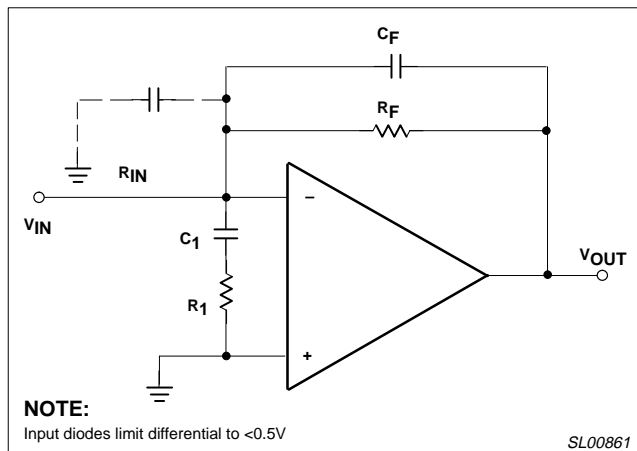 CF
RF
RIN
–
VIN
C1
VOUT
R1
+
NOTE:
Input diodes limit differential to <0.5V
SL00861